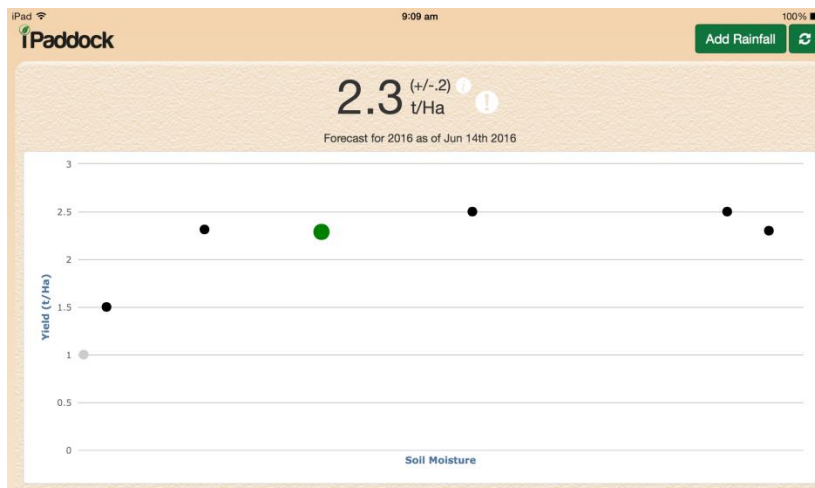 iPad 9:09 am 100%
iPaddock
Add Rainfall
2.3 (+/-.2) i !
t/Ha
Forecast for 2016 as of Jun 14th 2016
3
2.5
2
1.5
1
0.5
0
Yield (t/Ha)
Soil Moisture